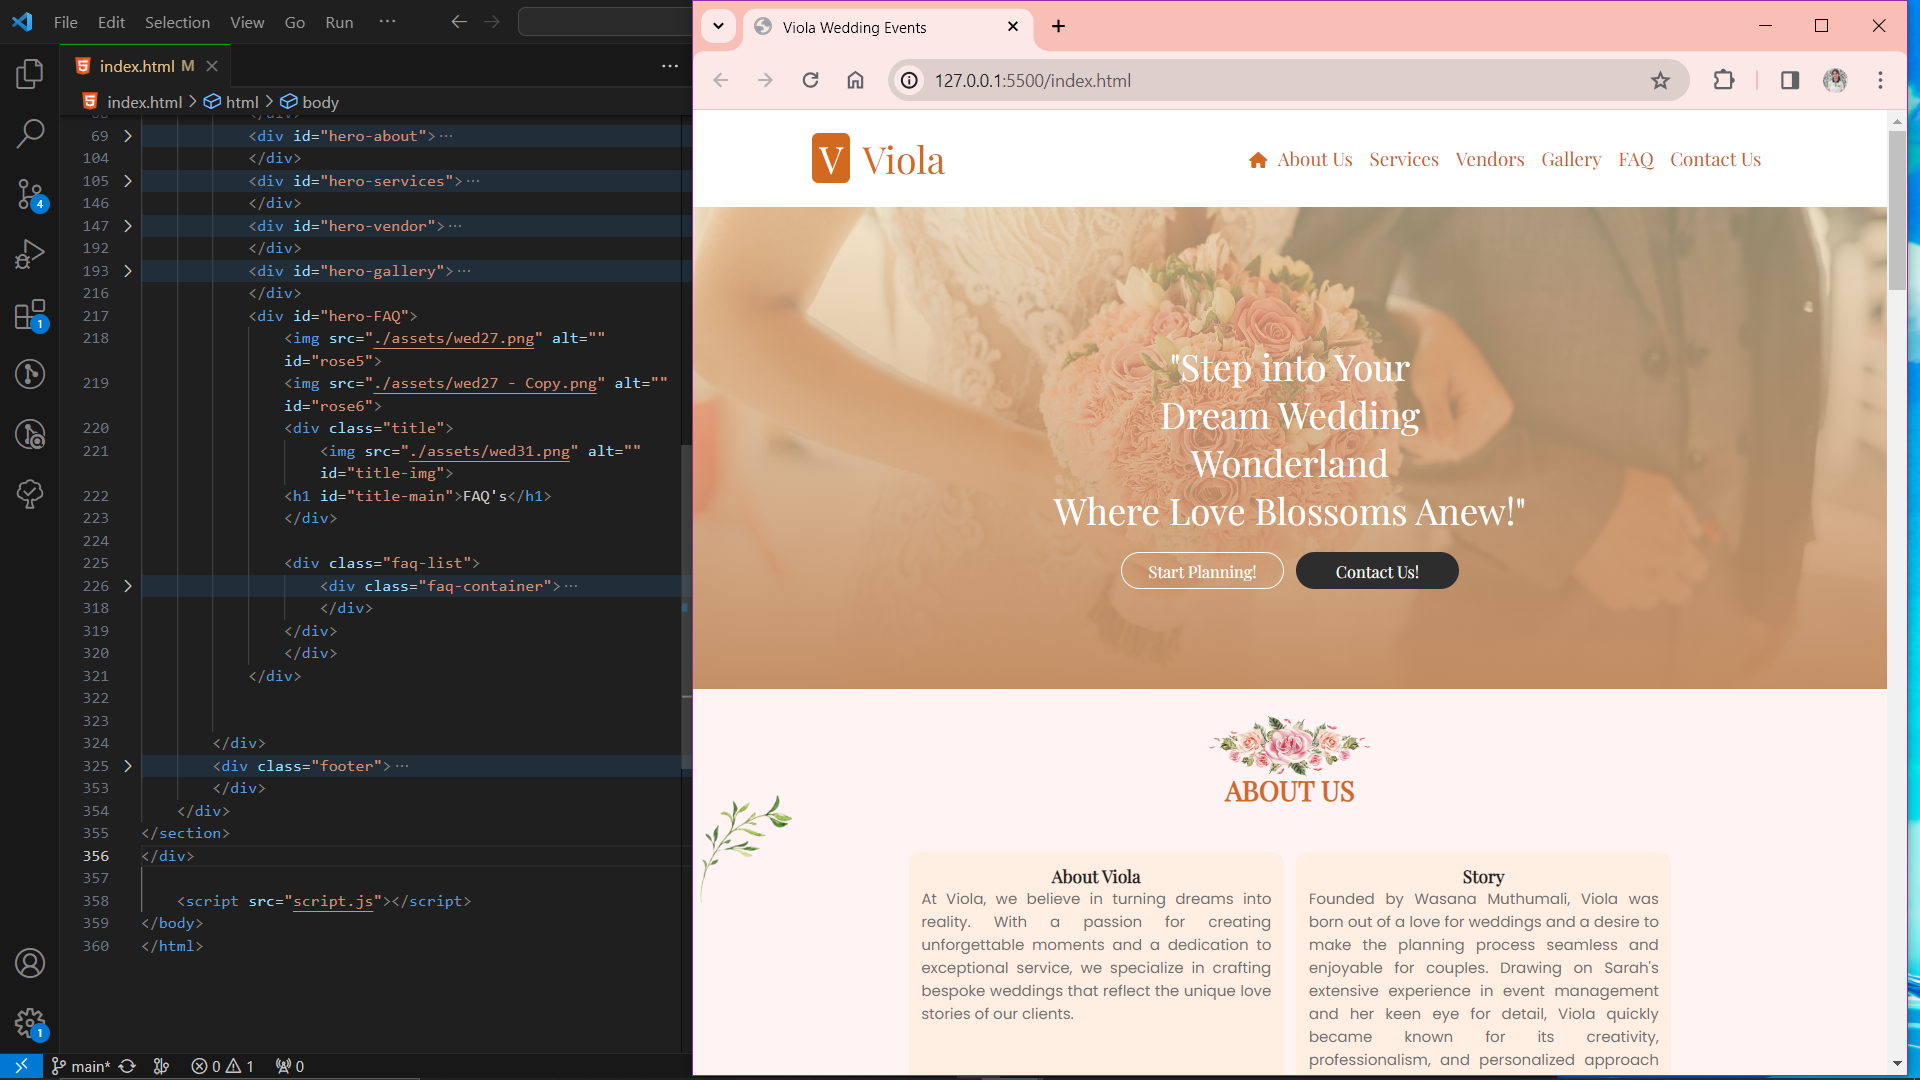 File Edit Selection View Go Run ···
index.html M
index.html > html > body
69 <div id="hero-about">···
104 </div>
105 <div id="hero-services">···
146 </div>
147 <div id="hero-vendor">···
192 </div>
193 <div id="hero-gallery">···
216 </div>
217 <div id="hero-FAQ">
218 <img src="./assets/wed27.png" alt=""
id="rose5">
219 <img src="./assets/wed27 - Copy.png" alt=""
id="rose6">
220 <div class="title">
221 <img src="./assets/wed31.png" alt=""
id="title-img">
222 <h1 id="title-main">FAQ's</h1>
223 </div>
224
225 <div class="faq-list">
226 <div class="faq-container">···
318 </div>
319 </div>
320 </div>
321 </div>
322
323
324 </div>
325 <div class="footer">···
353 </div>
354 </div>
355 </section>
356 </div>
357
358 <script src="script.js"></script>
359 </body>
360 </html>
4
1
1
main* 0 1 0
Viola Wedding Events
127.0.0.1:5500/index.html
V Viola
About Us Services Vendors Gallery FAQ Contact Us
"Step into Your
Dream Wedding
Wonderland
Where Love Blossoms Anew!"
Start Planning! Contact Us!
ABOUT US
About Viola
At Viola, we believe in turning dreams into
reality. With a passion for creating
unforgettable moments and a dedication to
exceptional service, we specialize in crafting
bespoke weddings that reflect the unique love
stories of our clients.
Story
Founded by Wasana Muthumali, Viola was
born out of a love for weddings and a desire to
make the planning process seamless and
enjoyable for couples. Drawing on Sarah's
extensive experience in event management
and her keen eye for detail, Viola quickly
became known for its creativity,
professionalism, and personalized approach